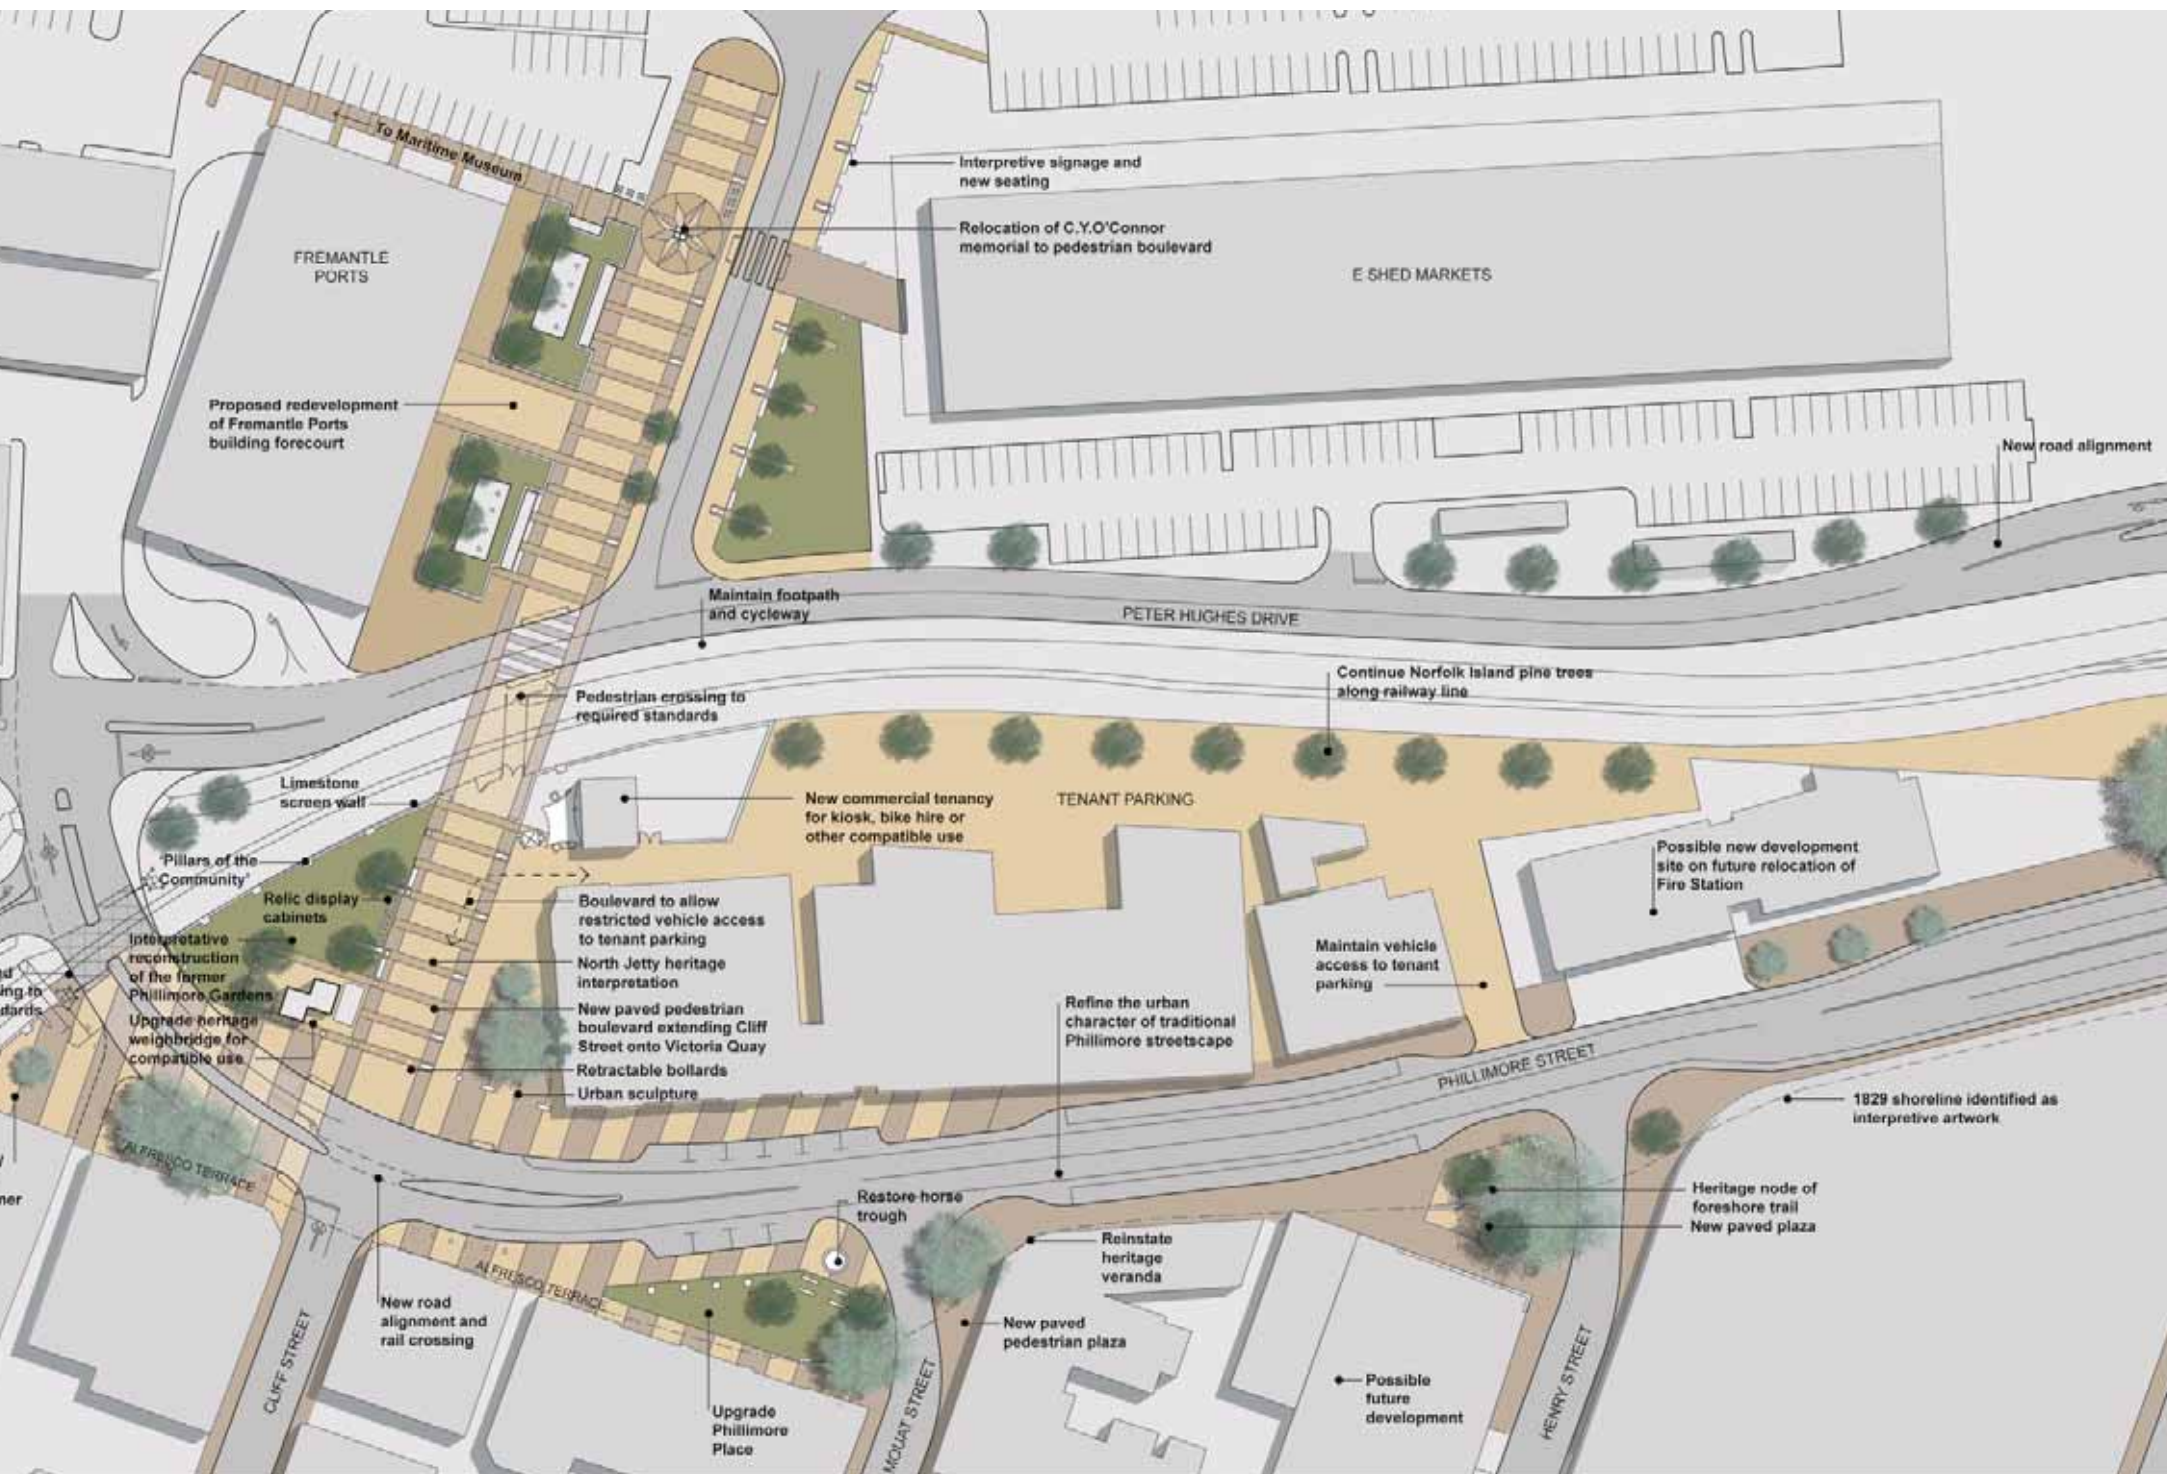 To Maritime Museum
Interpretive signage and
new seating
Relocation of C.Y.O'Connor
memorial to pedestrian boulevard
FREMANTLE
PORTS
E SHED MARKETS
Proposed redevelopment
of Fremantle Ports
building forecourt
New road alignment
Maintain footpath
and cycleway
PETER HUGHES DRIVE
Pedestrian crossing to
required standards
Continue Norfolk Island pine trees
along railway line
Limestone
screen wall
New commercial tenancy
for kiosk, bike hire or
other compatible use
TENANT PARKING
'Pillars of the
Community'
Relic display
cabinets
Boulevard to allow
restricted vehicle access
to tenant parking
Possible new development
site on future relocation of
Fire Station
Interpretative
reconstruction
of the former
Phillimore Gardens
North Jetty heritage
interpretation
Maintain vehicle
access to tenant
parking
Upgrade heritage
weighbridge for
compatible use
New paved pedestrian
boulevard extending Cliff
Street onto Victoria Quay
Refine the urban
character of traditional
Phillimore streetscape
Retractable bollards
Urban sculpture
PHILLIMORE STREET
1829 shoreline identified as
interpretive artwork
ALFRESCO TERRACE
Restore horse
trough
Heritage node of
foreshore trail
New paved plaza
Reinstate
heritage
veranda
ALFRESCO TERRACE
New road
alignment and
rail crossing
New paved
pedestrian plaza
CLIFF STREET
Upgrade
Phillimore
Place
MOUAT STREET
Possible
future
development
HENRY STREET